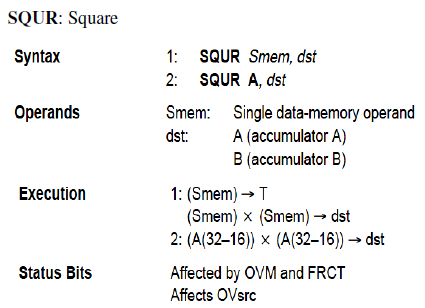 SQUR: Square
Syntax 1: SQUR Smem, dst
2: SQUR A, dst
Operands Smem: Single data-memory operand
dst: A (accumulator A)
B (accumulator B)
Execution 1: (Smem) → T
(Smem) × (Smem) → dst
2: (A(32–16)) × (A(32–16)) → dst
Status Bits Affected by OVM and FRCT
Affects OVsrc